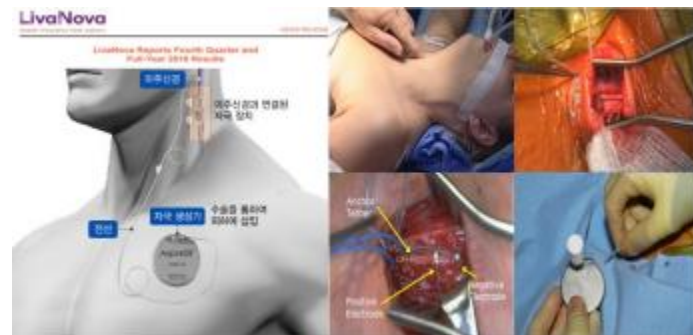 LivaNova
LivaNova Reports Fourth Quarter and
Full-Year 2018 Results
미주신경
미주신경과 연결된
자극 장치
전선
자극 생성기
수술을 통하여
피하에 삽입
Anchor
Tether
Positive
Electrode
Negative
Electrode